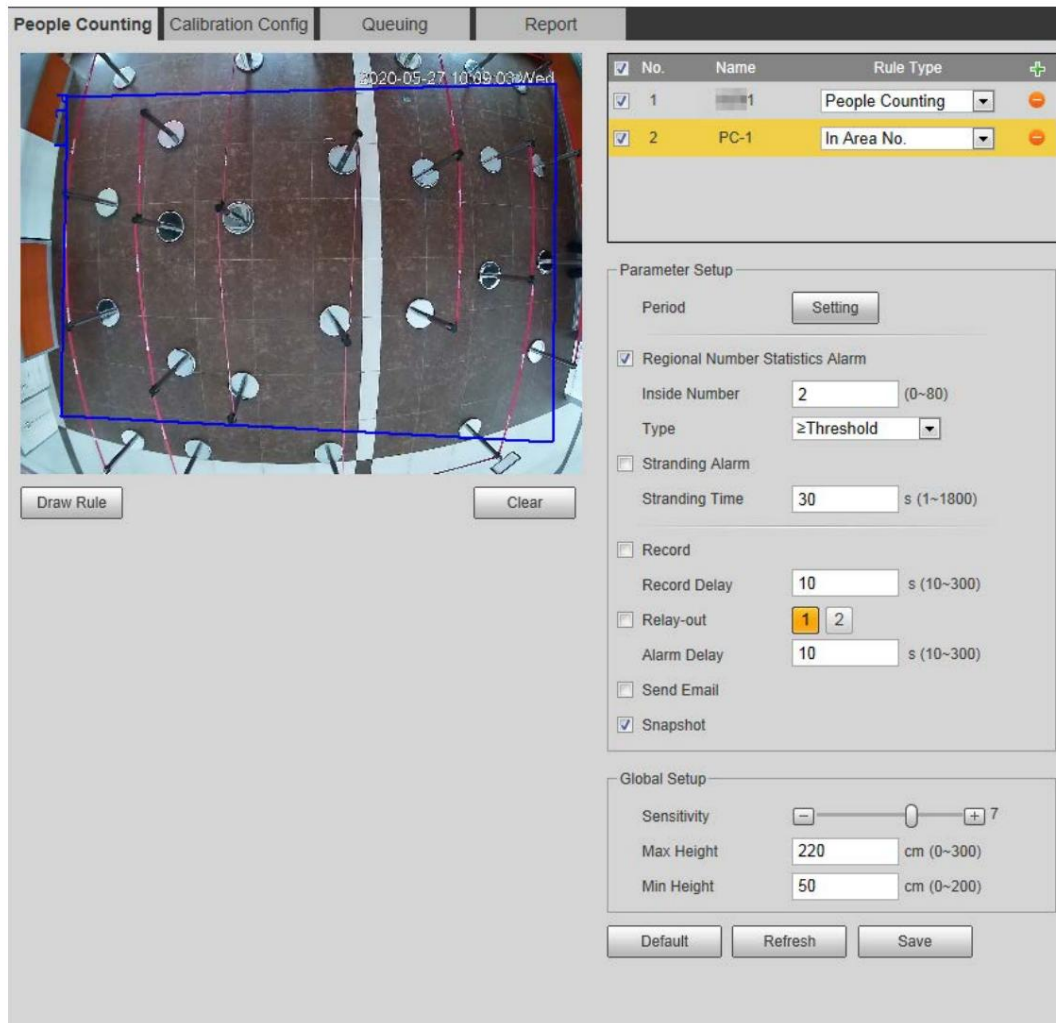 People Counting Calibration Config Queuing Report
2020-05-27 10:09:03 Wed
No. Name Rule Type
1 1 People Counting
2 PC-1 In Area No.
Parameter Setup
Period Setting
Regional Number Statistics Alarm
Inside Number 2 (0~80)
Type ≥Threshold
Stranding Alarm
Draw Rule Clear
Stranding Time 30 s (1~1800)
Record
Record Delay 10 s (10~300)
Relay-out 1 2
Alarm Delay 10 s (10~300)
Send Email
Snapshot
Global Setup
Sensitivity 7
Max Height 220 cm (0~300)
Min Height 50 cm (0~200)
Default Refresh Save